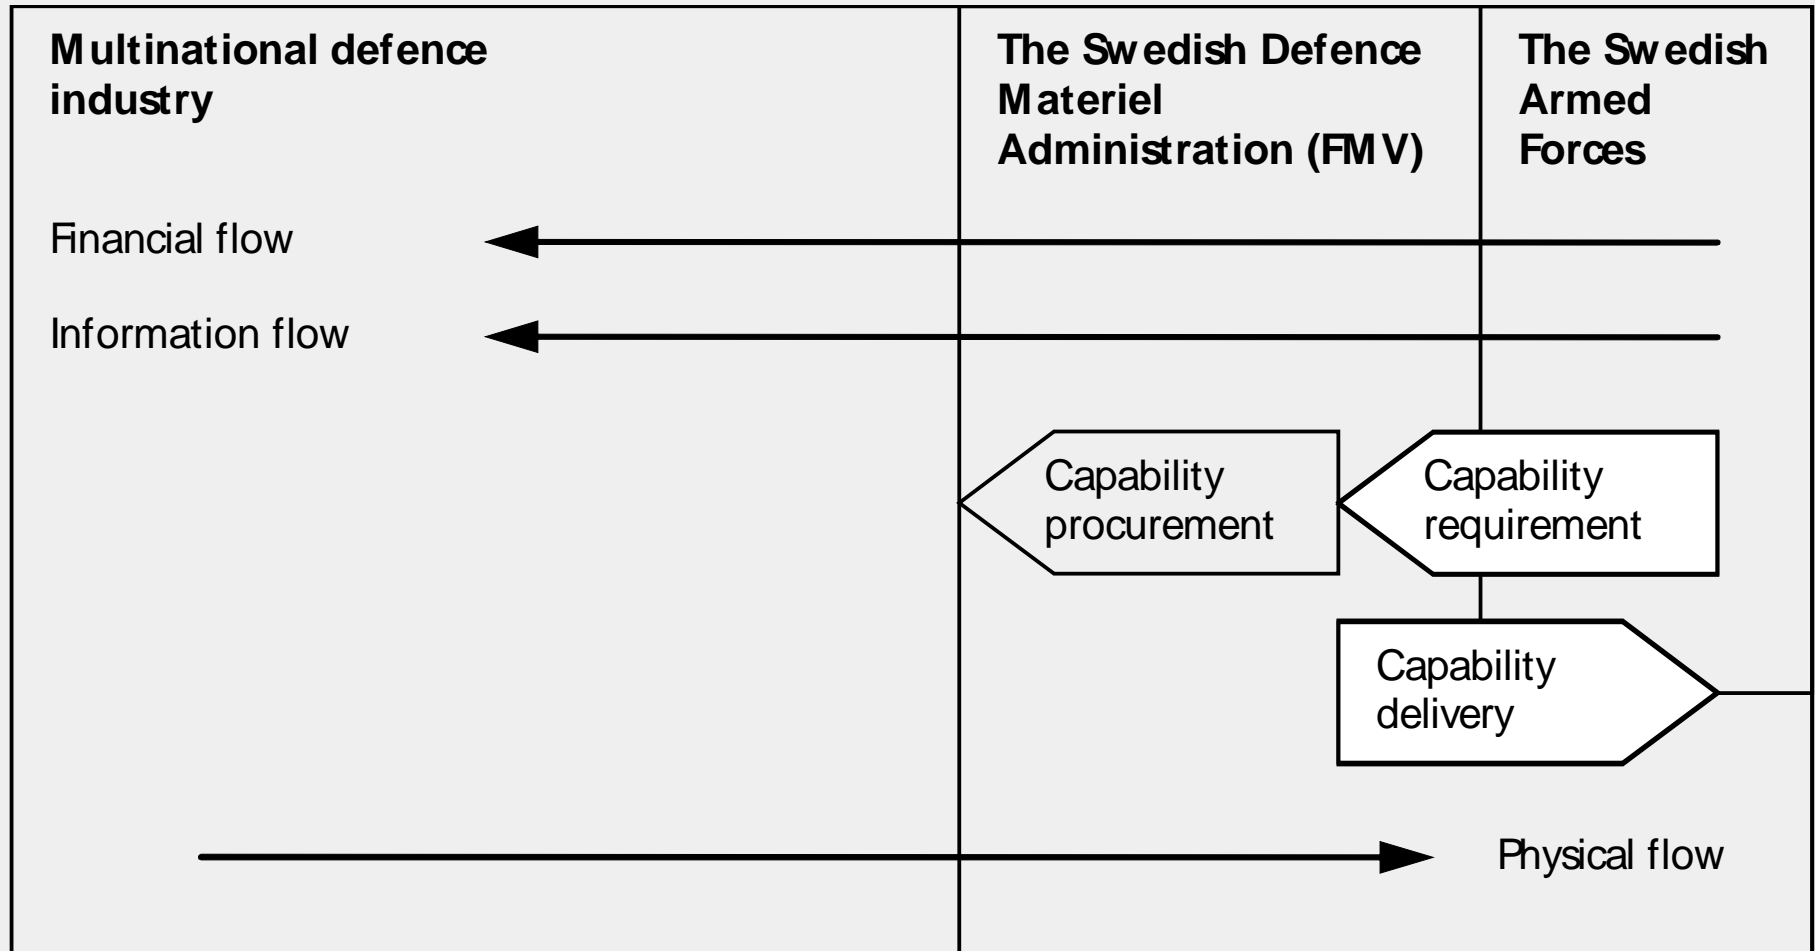 Multinational defence
industry
The Swedish Defence
Materiel
Administration (FMV)
The Swedish
Armed
Forces
Financial flow
Information flow
Capability
procurement
Capability
requirement
Capability
delivery
Physical flow